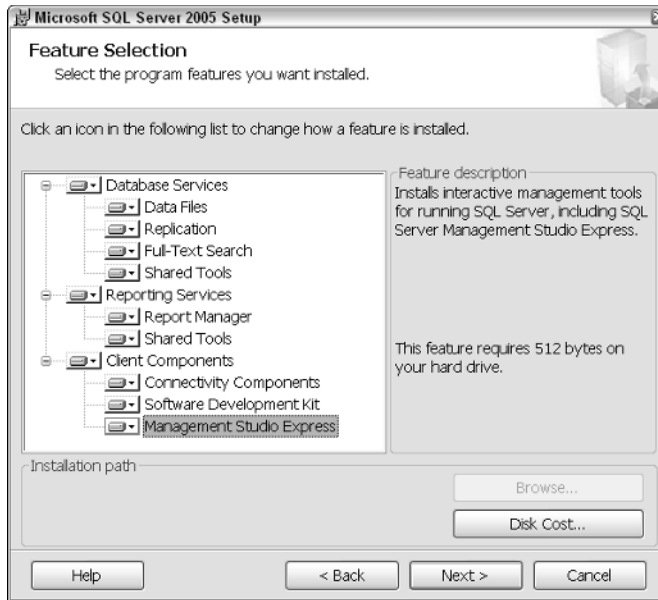 Microsoft SQL Server 2005 Setup
Feature Selection
Select the program features you want installed.
Click an icon in the following list to change how a feature is installed.
Database Services
Data Files
Replication
Full-Text Search
Shared Tools
Reporting Services
Report Manager
Shared Tools
Client Components
Connectivity Components
Software Development Kit
Management Studio Express
Feature description
Installs interactive management tools
for running SQL Server, including SQL
Server Management Studio Express.
This feature requires 512 bytes on
your hard drive.
Installation path
Browse...
Disk Cost...
Help
< Back
Next >
Cancel